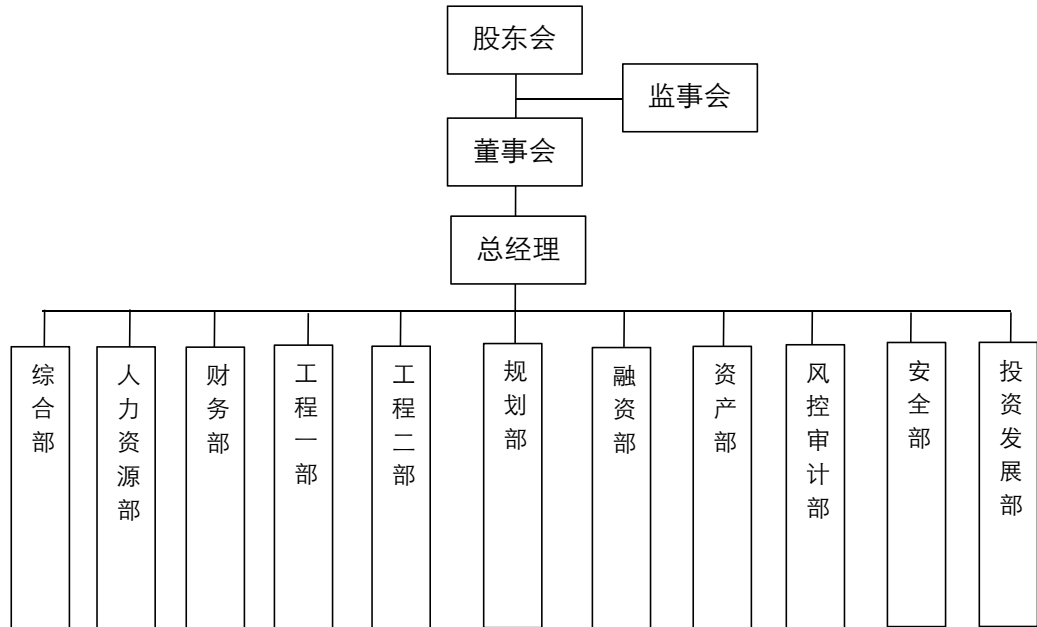 股东会
监事会
董事会
总经理
综合部
人力资源部
财务部
工程一部
工程二部
规划部
融资部
资产部
风控审计部
安全部
投资发展部